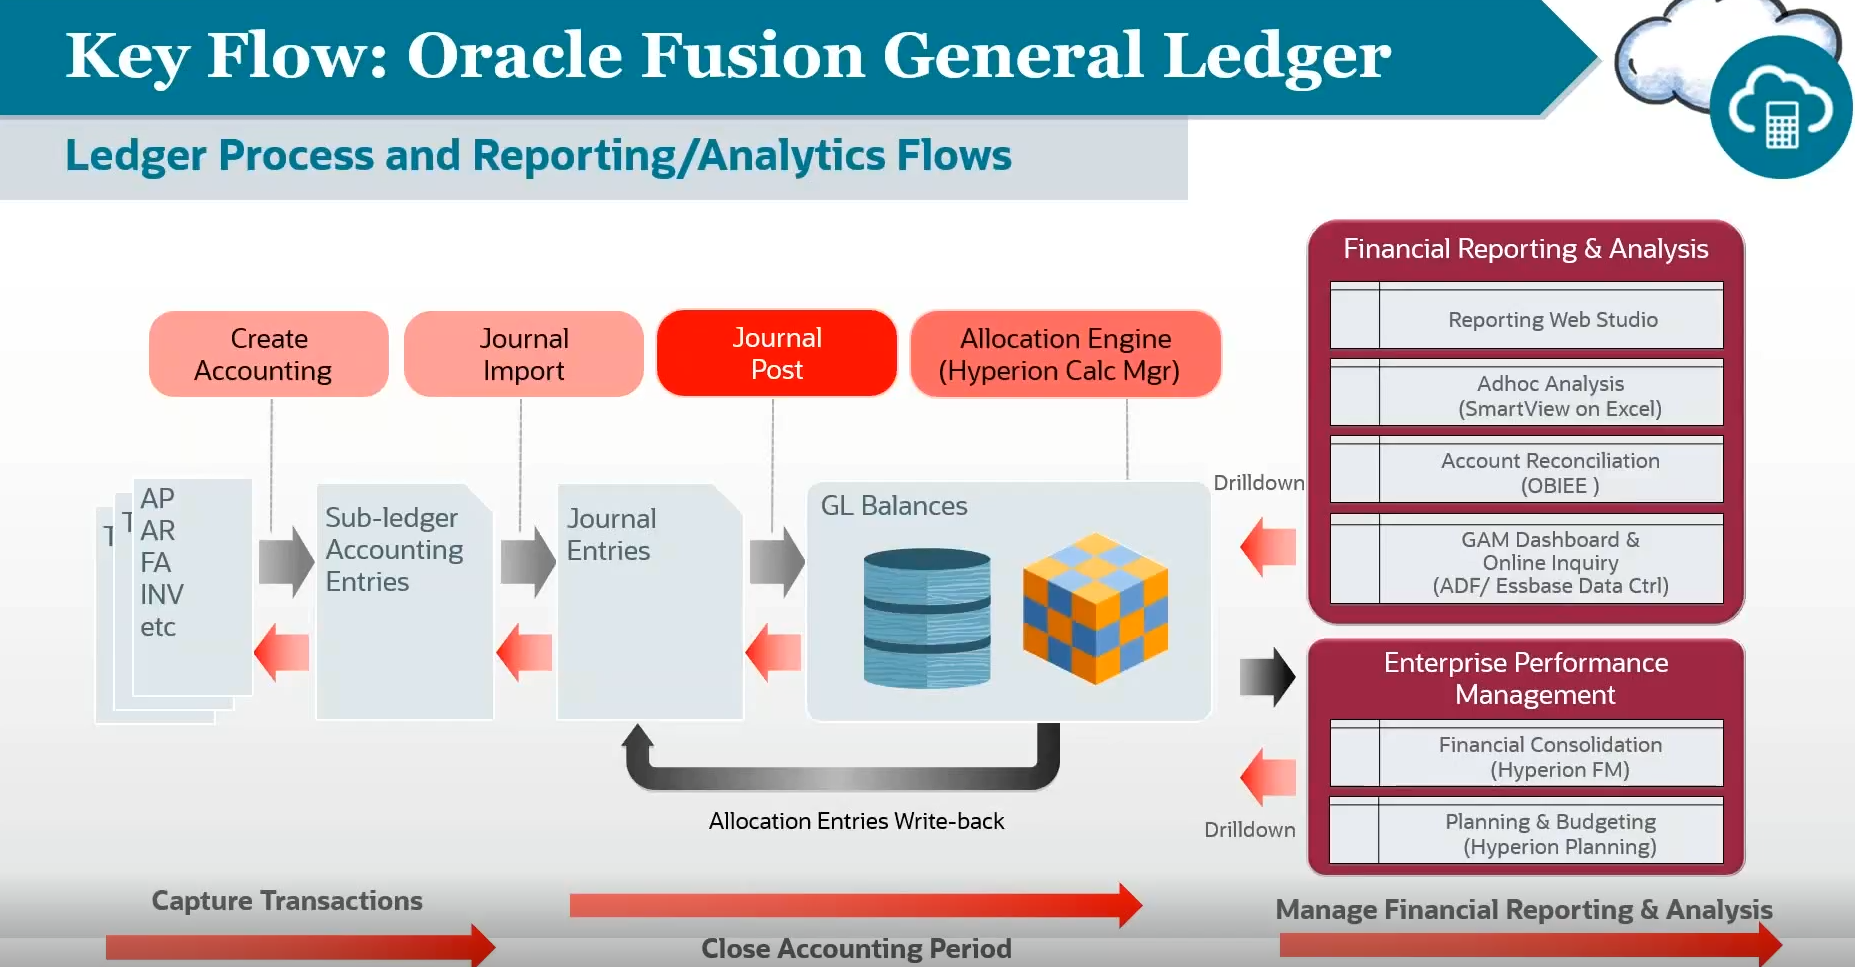 Key Flow: Oracle Fusion General Ledger
Ledger Process and Reporting/Analytics Flows
Create
Accounting
Journal
Import
Journal
Post
Allocation Engine
(Hyperion Calc Mgr)
T
T
AP
AR
FA
INV
etc
Sub-ledger
Accounting
Entries
Journal
Entries
GL Balances
Allocation Entries Write-back
Drilldown
Drilldown
Financial Reporting & Analysis
Reporting Web Studio
Adhoc Analysis
(SmartView on Excel)
Account Reconciliation
(OBIEE )
GAM Dashboard &
Online Inquiry
(ADF/ Essbase Data Ctrl)
Enterprise Performance
Management
Financial Consolidation
(Hyperion FM)
Planning & Budgeting
(Hyperion Planning)
Capture Transactions
Close Accounting Period
Manage Financial Reporting & Analysis